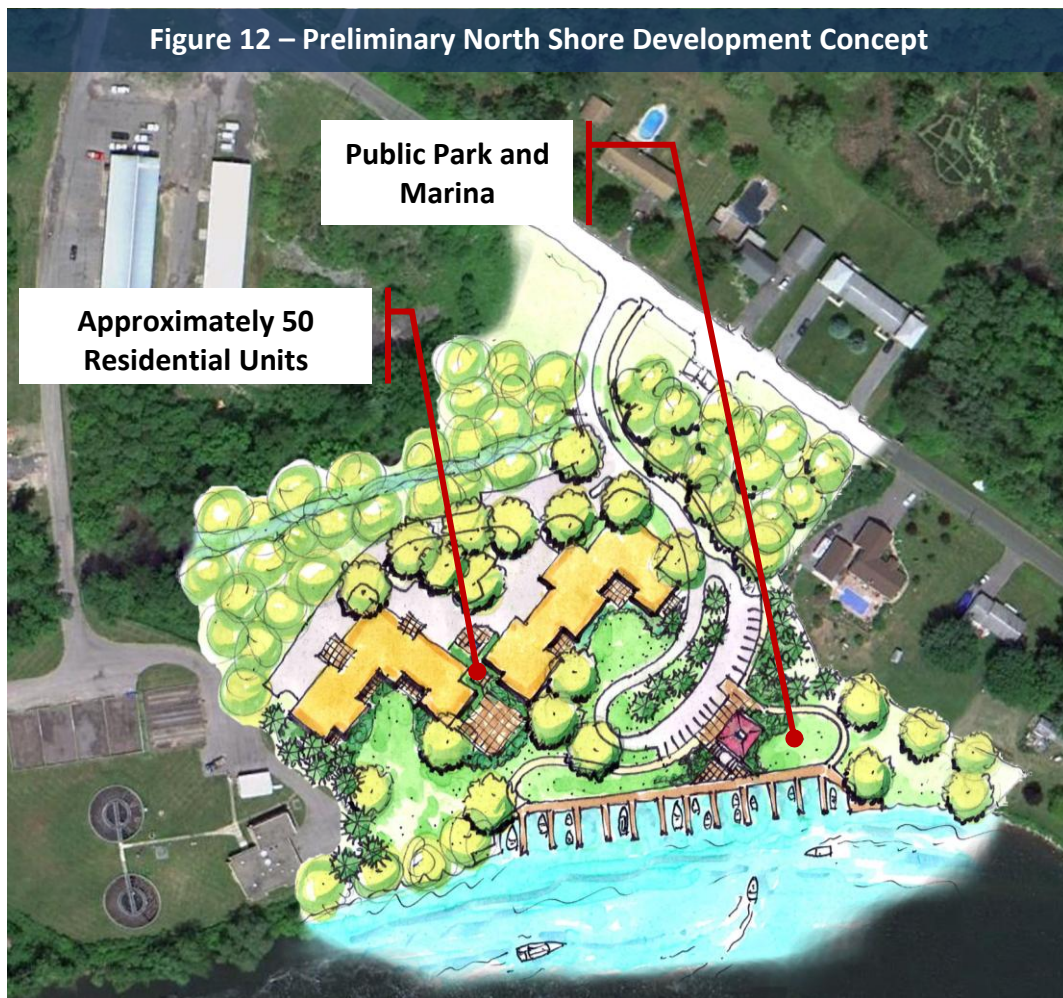 Figure 12 – Preliminary North Shore Development Concept
Public Park and
Marina
Approximately 50
Residential Units